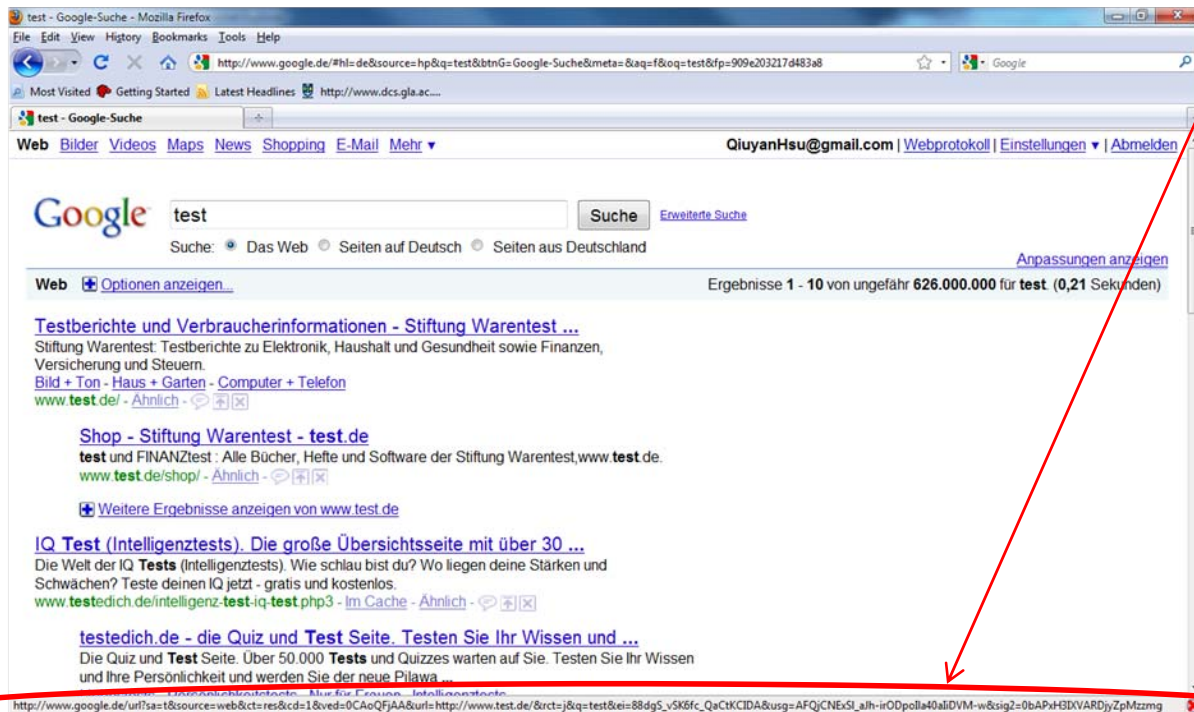 test - Google-Suche - Mozilla Firefox
File Edit View History Bookmarks Tools Help
http://www.google.de/#hl=de&source=hp&q=test&btnG=Google-Suche&meta=&aq=f&oq=test&fp=909e203217d483a8 Google
Most Visited Getting Started Latest Headlines http://www.dcs.gla.ac....
test - Google-Suche
Web Bilder Videos Maps News Shopping E-Mail Mehr ▼ QiuyanHsu@gmail.com | Webprotokoll | Einstellungen ▼ | Abmelden
Google test Suche Erweiterte Suche
Suche: Das Web Seiten auf Deutsch Seiten aus Deutschland
Anpassungen anzeigen
Web Optionen anzeigen... Ergebnisse 1 - 10 von ungefähr 626.000.000 für test. (0,21 Sekunden)
Testberichte und Verbraucherinformationen - Stiftung Warentest ...
Stiftung Warentest: Testberichte zu Elektronik, Haushalt und Gesundheit sowie Finanzen,
Versicherung und Steuern.
Bild + Ton - Haus + Garten - Computer + Telefon
www.test.de/ - Ähnlich -
Shop - Stiftung Warentest - test.de
test und FINANZtest : Alle Bücher, Hefte und Software der Stiftung Warentest,www.test.de.
www.test.de/shop/ - Ähnlich -
Weitere Ergebnisse anzeigen von www.test.de
IQ Test (Intelligenztests). Die große Übersichtsseite mit über 30 ...
Die Welt der IQ Tests (Intelligenztests). Wie schlau bist du? Wo liegen deine Stärken und
Schwächen? Teste deinen IQ jetzt - gratis und kostenlos.
www.testedich.de/intelligenz-test-iq-test.php3 - Im Cache - Ähnlich -
testedich.de - die Quiz und Test Seite. Testen Sie Ihr Wissen und ...
Die Quiz und Test Seite. Über 50.000 Tests und Quizzes warten auf Sie. Testen Sie Ihr Wissen
und Ihre Persönlichkeit und werden Sie der neue Pilawa ...
Persönlichkeitstests - Nur für Frauen - Intelligenztests